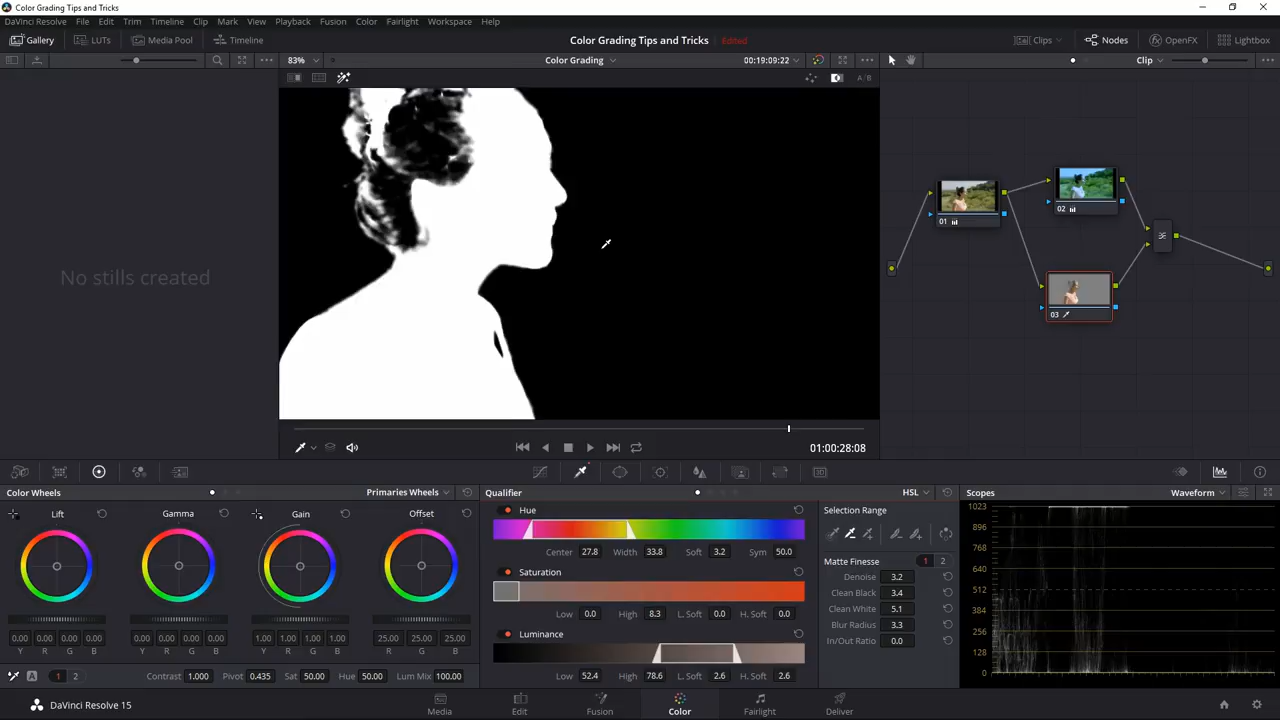 Color Grading Tips and Tricks
DaVinci Resolve File Edit Trim Timeline Clip Mark View Playback Fusion Color Fairlight Workspace Help
Gallery LUTs Media Pool Timeline Color Grading Tips and Tricks Edited Clips Nodes OpenFX Lightbox
83% Color Grading 00:19:09:22 Clip
A/B
No stills created
01
02
03
01:00:28:08
Color Wheels Primaries Wheels Qualifier HSL Scopes Waveform
Lift Gamma Gain Offset
0.00 0.00 0.00 0.00 0.00 0.00 0.00 0.00 1.00 1.00 1.00 1.00 25.00 25.00 25.00
Y R G B Y R G B Y R G B R G B
A 1 2 Contrast 1.000 Pivot 0.435 Sat 50.00 Hue 50.00 Lum Mix 100.00
Hue
Center 27.8 Width 33.8 Soft 3.2 Sym 50.0
Saturation
Low 0.0 High 8.3 L. Soft 0.0 H. Soft 0.0
Luminance
Low 52.4 High 78.6 L. Soft 2.6 H. Soft 2.6
Selection Range
Matte Finesse 1 2
Denoise 3.2
Clean Black 3.4
Clean White 5.1
Blur Radius 3.3
In/Out Ratio 0.0
1023
896
768
640
512
384
256
128
0
DaVinci Resolve 15
Media Edit Fusion Color Fairlight Deliver